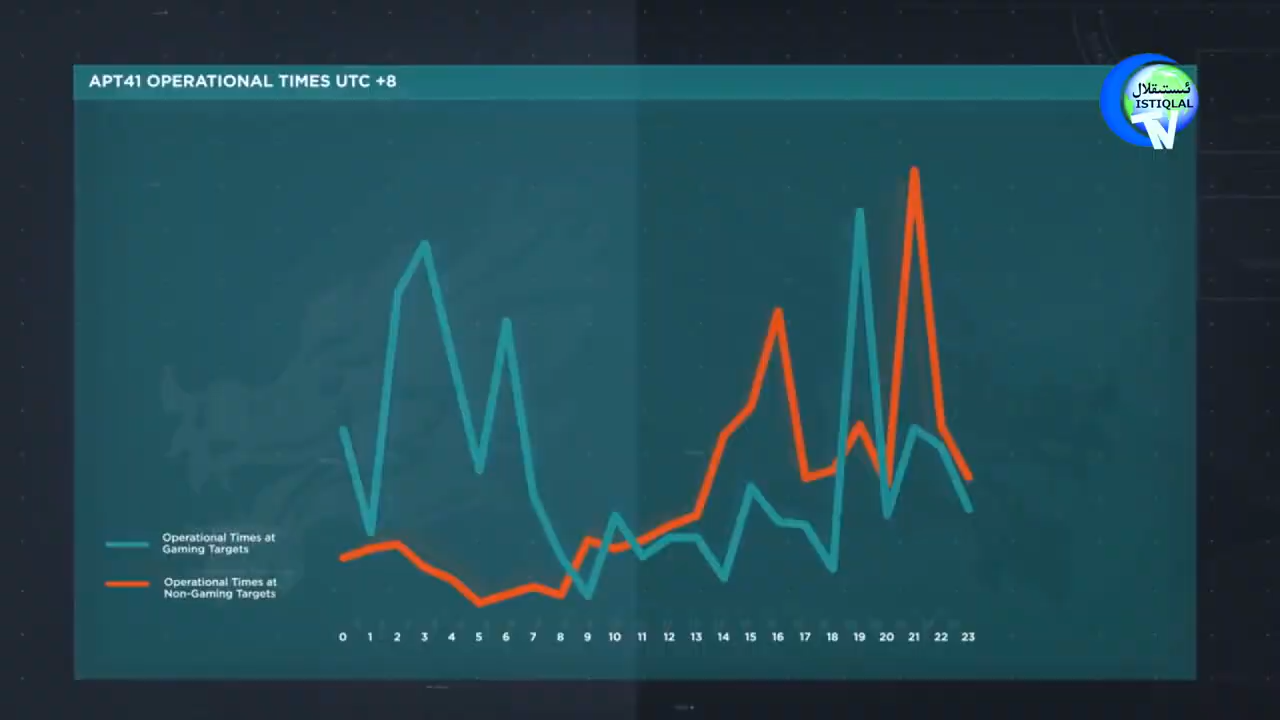 APT41 OPERATIONAL TIMES UTC +8
ئىستىقلال
ISTIQLAL
TV
Operational Times at
Gaming Targets
Operational Times at
Non-Gaming Targets
0 1 2 3 4 5 6 7 8 9 10 11 12 13 14 15 16 17 18 19 20 21 22 23